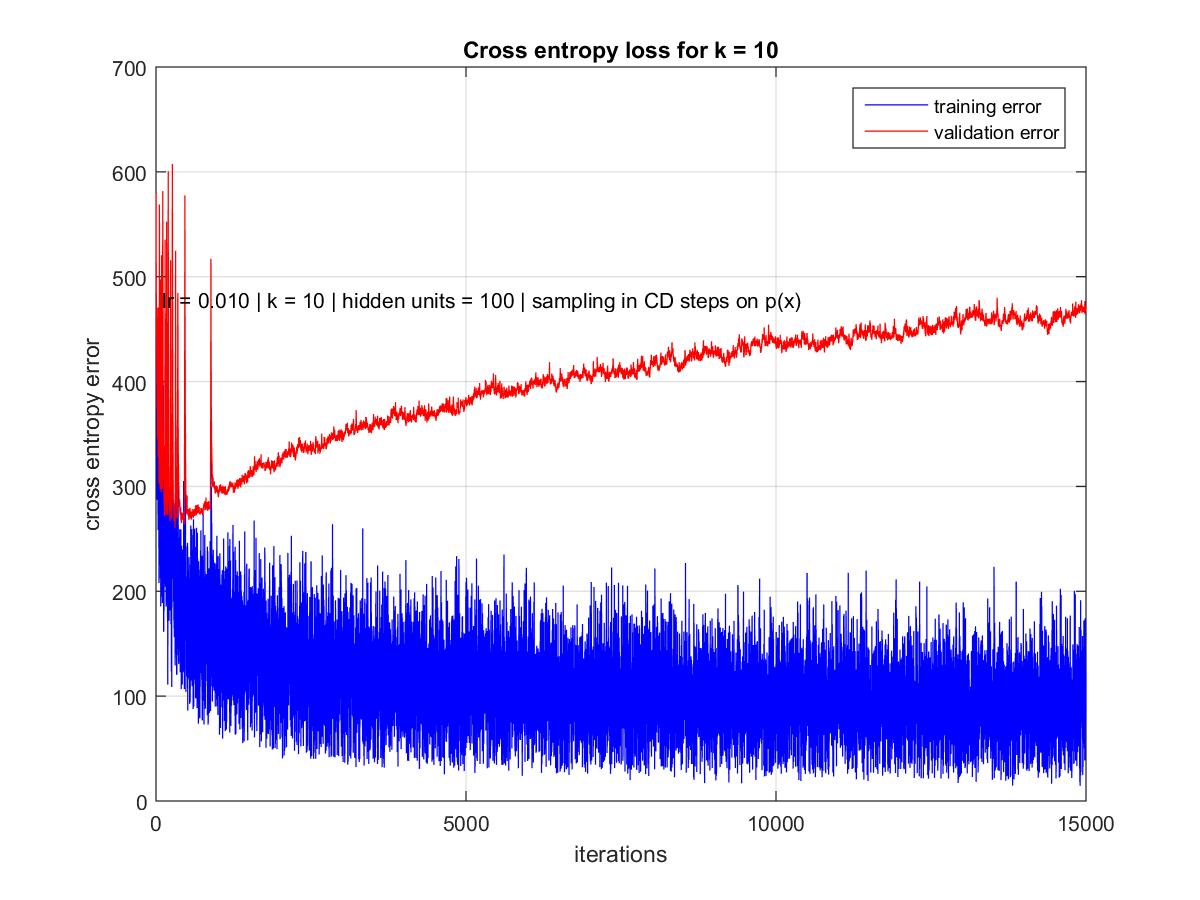 Cross entropy loss for k = 10
700
600
500
400
300
200
100
0
cross entropy error
training error
validation error
lr = 0.010 | k = 10 | hidden units = 100 | sampling in CD steps on p(x)
0
5000
10000
15000
iterations